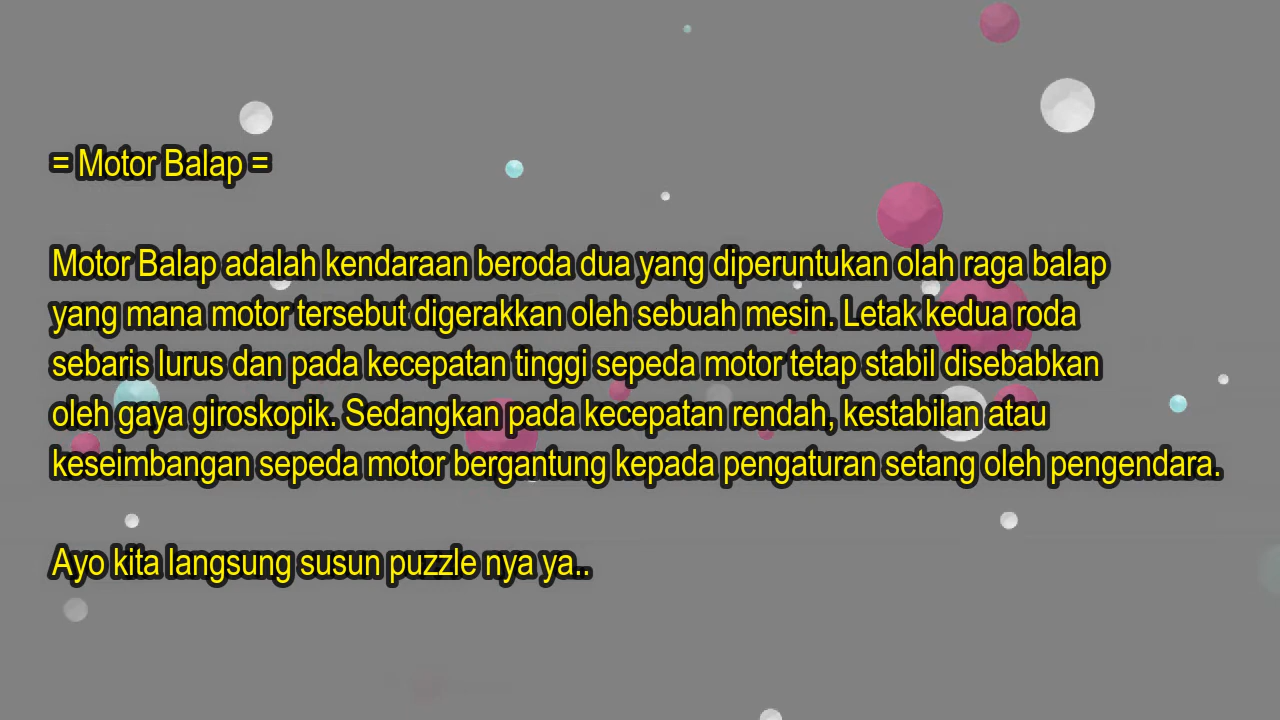 = Motor Balap =
Motor Balap adalah kendaraan beroda dua yang diperuntukan olah raga balap
yang mana motor tersebut digerakkan oleh sebuah mesin. Letak kedua roda
sebaris lurus dan pada kecepatan tinggi sepeda motor tetap stabil disebabkan
oleh gaya giroskopik. Sedangkan pada kecepatan rendah, kestabilan atau
keseimbangan sepeda motor bergantung kepada pengaturan setang oleh pengendara.
Ayo kita langsung susun puzzle nya ya..